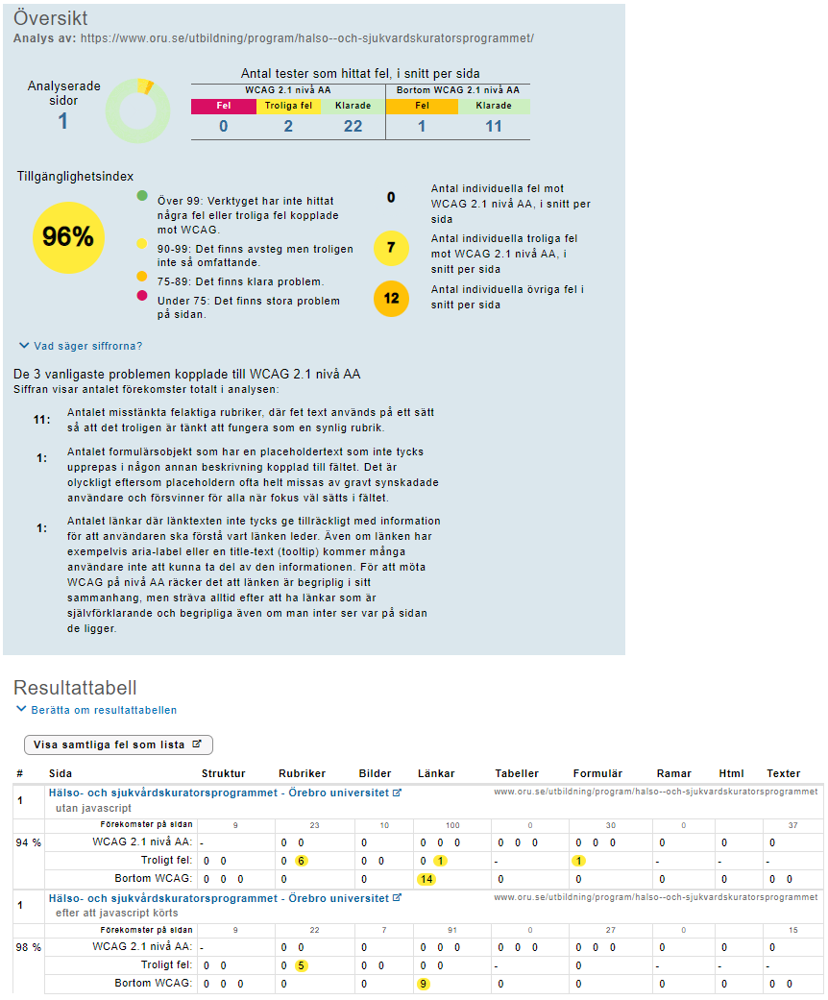 Översikt
Analys av: https://www.oru.se/utbildning/program/halso--och-sjukvardskuratorsprogrammet/
Analyserade sidor
1
Antal tester som hittat fel, i snitt per sida
WCAG 2.1 nivå AA Bortom WCAG 2.1 nivå AA
Fel Troliga fel Klarade Fel Klarade
0 2 22 1 11
Tillgänglighetsindex
96%
Över 99: Verktyget har inte hittat
några fel eller troliga fel kopplade
mot WCAG.
90-99: Det finns avsteg men troligen
inte så omfattande.
75-89: Det finns klara problem.
Under 75: Det finns stora problem
på sidan.
0 Antal individuella fel mot
WCAG 2.1 nivå AA, i snitt per
sida
7 Antal individuella troliga fel
mot WCAG 2.1 nivå AA, i
snitt per sida
12 Antal individuella övriga fel i
snitt per sida
Vad säger siffrorna?
De 3 vanligaste problemen kopplade till WCAG 2.1 nivå AA
Siffran visar antalet förekomster totalt i analysen:
11: Antalet misstänkta felaktiga rubriker, där fet text används på ett sätt
så att det troligen är tänkt att fungera som en synlig rubrik.
1: Antalet formulärsobjekt som har en placeholdertext som inte tycks
upprepas i någon annan beskrivning kopplad till fältet. Det är
olyckligt eftersom placeholdern ofta helt missas av gravt synskadade
användare och försvinner för alla när fokus väl sätts i fältet.
1: Antalet länkar där länktexten inte tycks ge tillräckligt med information
för att användaren ska förstå vart länken leder. Även om länken har
exempelvis aria-label eller en title-text (tooltip) kommer många
användare inte att kunna ta del av den informationen. För att möta
WCAG på nivå AA räcker det att länken är begriplig i sitt
sammanhang, men sträva alltid efter att ha länkar som är
självförklarande och begripliga även om man inter ser var på sidan
de ligger.
Resultattabell
Berätta om resultattabellen
Visa samtliga fel som lista
# Sida Struktur Rubriker Bilder Länkar Tabeller Formulär Ramar Html Texter
1 Hälso- och sjukvårdskuratorsprogrammet - Örebro universitet www.oru.se/utbildning/program/halso--och-sjukvardskuratorsprogrammet
utan javascript
Förekomster på sidan 9 23 10 100 0 30 0 37
94 % WCAG 2.1 nivå AA: - 0 0 0 0 0 0 0 0 0 0 0 0 0 0 0
Troligt fel: 0 0 0 6 0 0 0 1 - 1 - - -
Bortom WCAG: 0 0 0 0 0 14 0 0 0 0 0 0
1 Hälso- och sjukvårdskuratorsprogrammet - Örebro universitet www.oru.se/utbildning/program/halso--och-sjukvardskuratorsprogrammet
efter att javascript körts
Förekomster på sidan 9 22 7 91 0 27 0 15
98 % WCAG 2.1 nivå AA: - 0 0 0 0 0 0 0 0 0 0 0 0 0 0 0
Troligt fel: 0 0 0 5 0 0 0 0 - 0 - - -
Bortom WCAG: 0 0 0 0 0 9 0 0 0 0 0 0